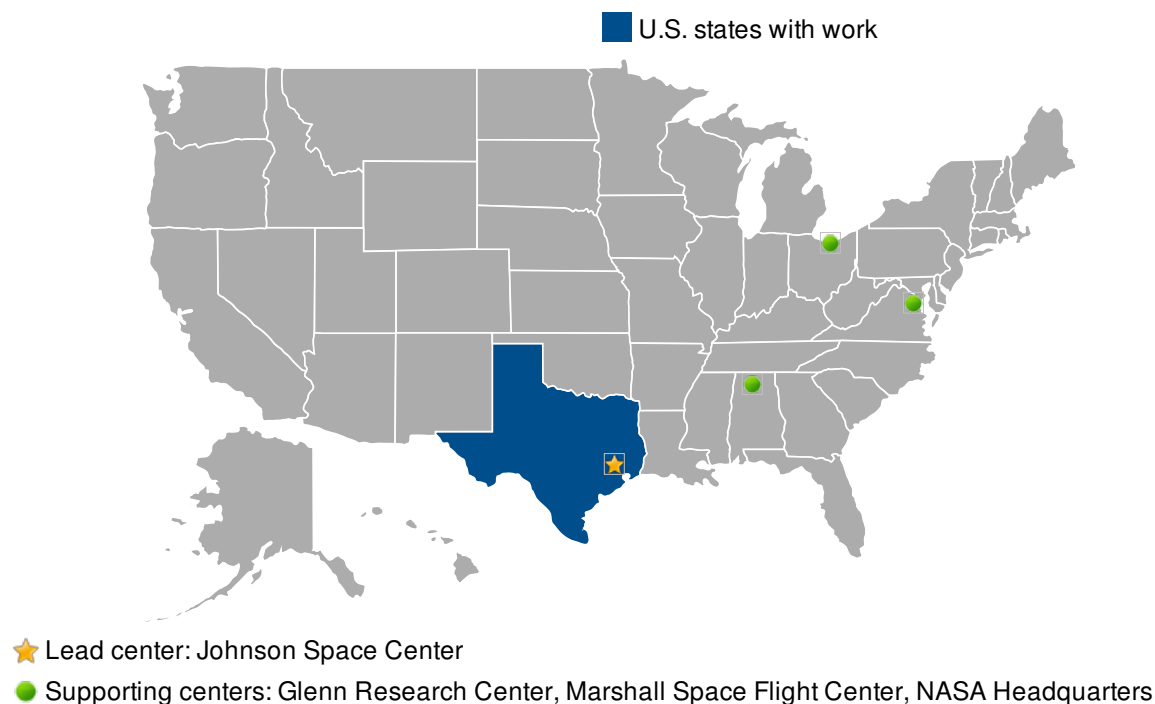 U.S. states with work
Lead center: Johnson Space Center
Supporting centers: Glenn Research Center, Marshall Space Flight Center, NASA Headquarters